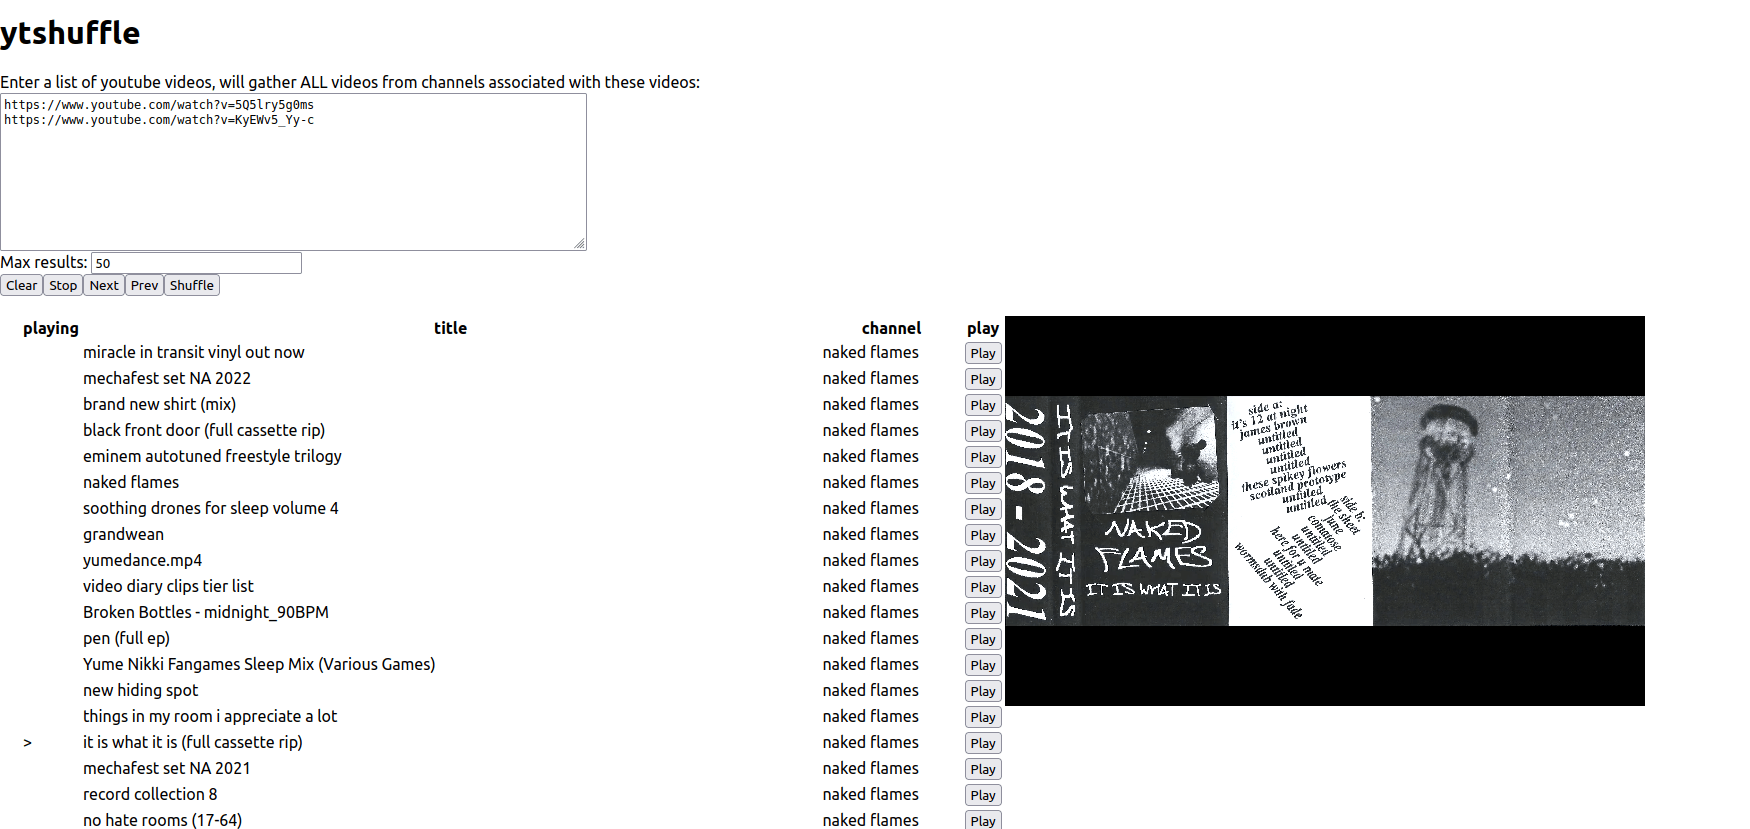 ytshuffle
Enter a list of youtube videos, will gather ALL videos from channels associated with these videos:
https://www.youtube.com/watch?v=5Q5lry5g0ms
https://www.youtube.com/watch?v=KyEWv5_Yy-c
Max results: 50
Clear Stop Next Prev Shuffle
playing title channel play
miracle in transit vinyl out now naked flames Play
mechafest set NA 2022 naked flames Play
brand new shirt (mix) naked flames Play
black front door (full cassette rip) naked flames Play
eminem autotuned freestyle trilogy naked flames Play
naked flames naked flames Play
soothing drones for sleep volume 4 naked flames Play
grandwean naked flames Play
yumedance.mp4 naked flames Play
video diary clips tier list naked flames Play
Broken Bottles - midnight_90BPM naked flames Play
pen (full ep) naked flames Play
Yume Nikki Fangames Sleep Mix (Various Games) naked flames Play
new hiding spot naked flames Play
things in my room i appreciate a lot naked flames Play
> it is what it is (full cassette rip) naked flames Play
mechafest set NA 2021 naked flames Play
record collection 8 naked flames Play
no hate rooms (17-64) naked flames Play
2018 - 2021
IT IS WHAT IT IS
NAKED
FLAMES
IT IS WHAT IT IS
side a:
it's 12 at night
james brown
untitled
untitled
untitled
untitled
these spikey flowers
scotland prototype
untitled
untitled
side b:
the sheet
june
comatose
untitled
here for u mate
untitled
untitled
untitled
wormsdub with fade